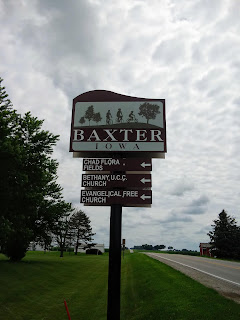 BAXTER
IOWA
CHAD FLORA
FIELDS
BETHANY U.C.C.
CHURCH
EVANGELICAL FREE
CHURCH